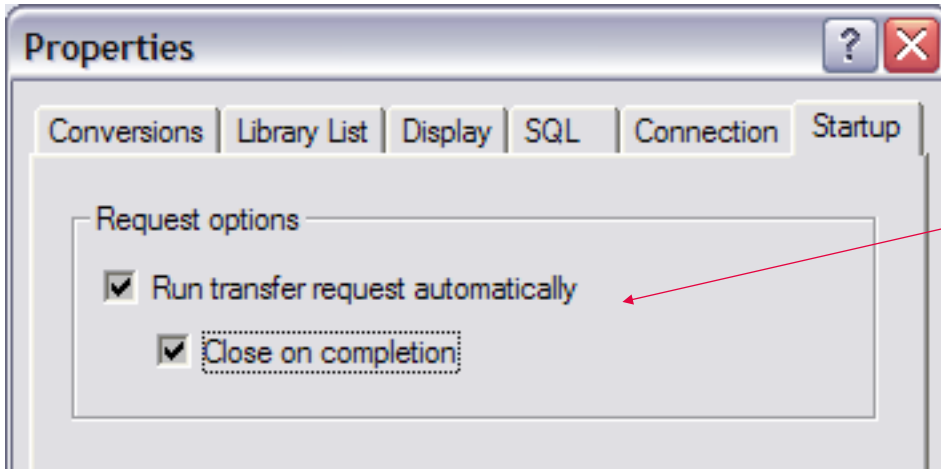 Properties ?
Conversions Library List Display SQL Connection Startup
Request options
Run transfer request automatically
Close on completion